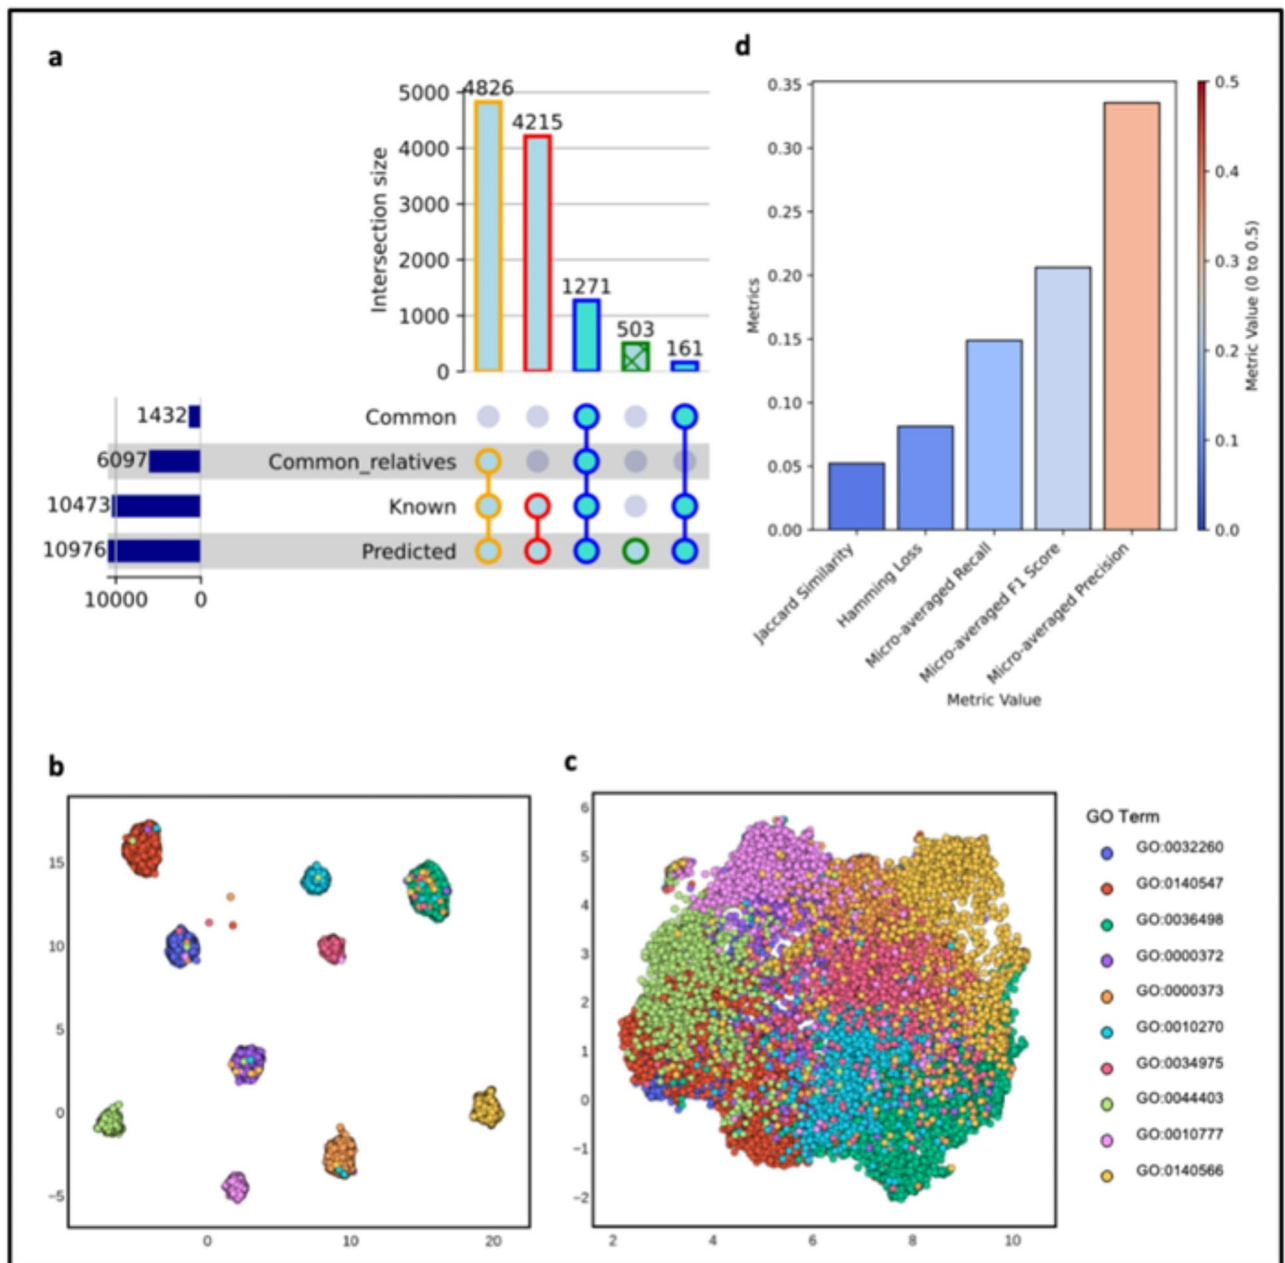 a
5000
4000
3000
2000
1000
0
Intersection size
4826
4215
1271
503
161
1432
Common
6097
Common_relatives
10473
Known
10976
Predicted
10000
0
d
0.35
0.30
0.25
0.20
0.15
0.10
0.05
0.00
Metrics
Jaccard Similarity
Hamming Loss
Micro-averaged Recall
Micro-averaged F1 Score
Micro-averaged Precision
Metric Value
0.5
0.4
0.3
0.2
0.1
0.0
Metric Value (0 to 0.5)
b
15
10
5
0
−5
0
10
20
c
6
5
4
3
2
1
0
−1
−2
2
4
6
8
10
GO Term
GO:0032260
GO:0140547
GO:0036498
GO:0000372
GO:0000373
GO:0010270
GO:0034975
GO:0044403
GO:0010777
GO:0140566